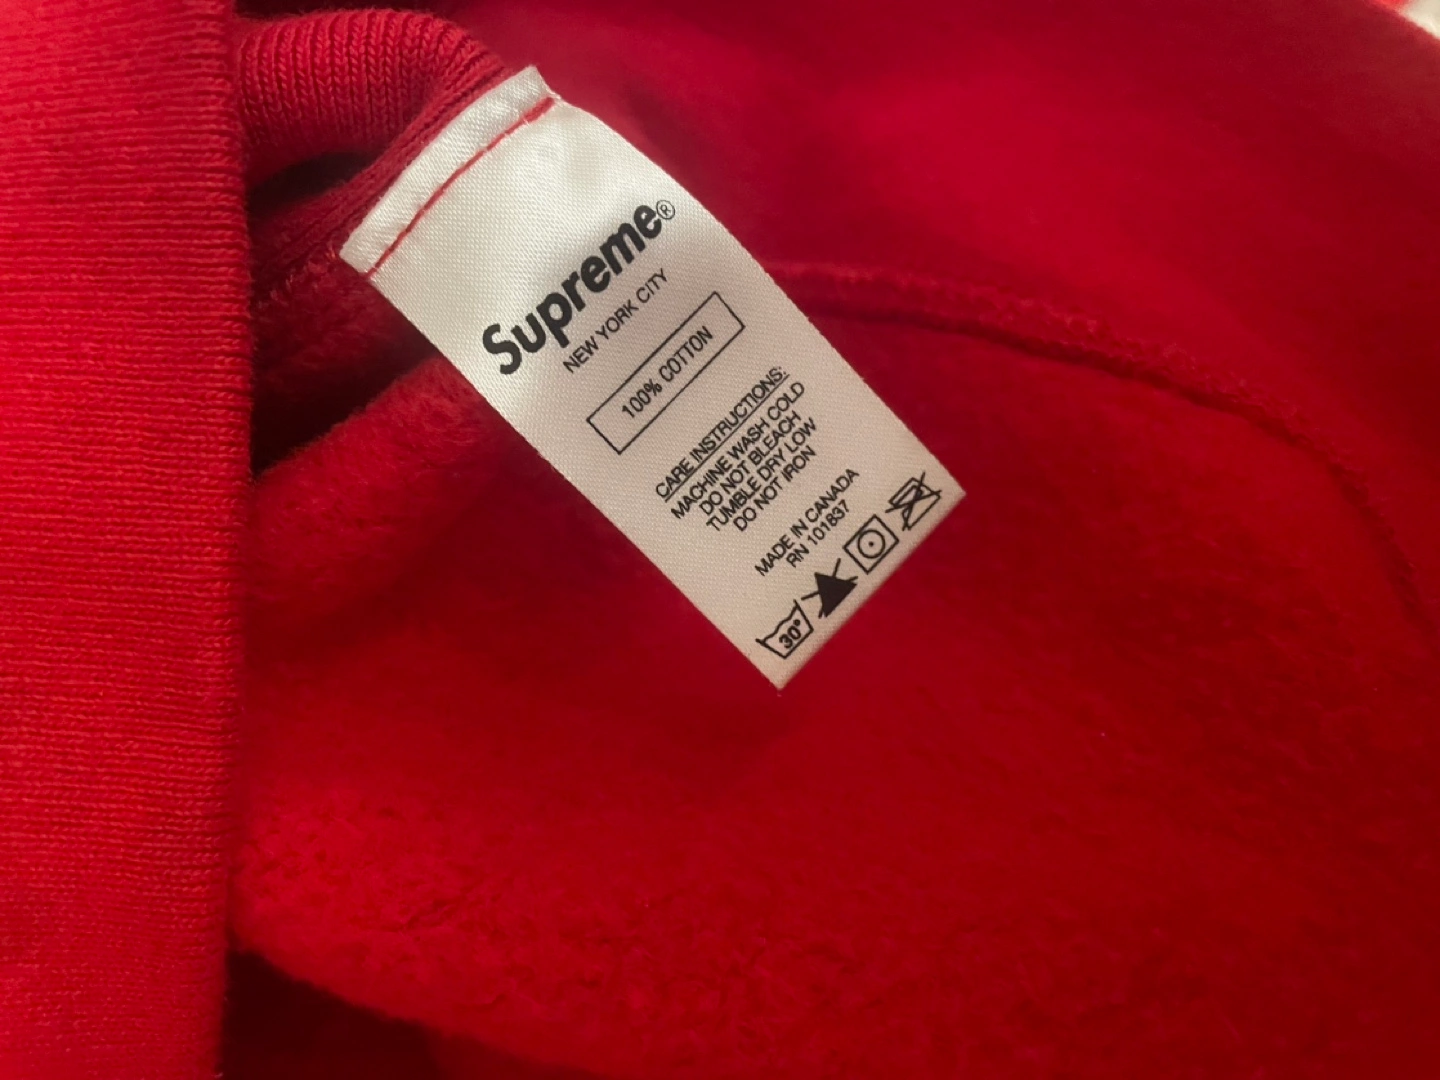 Supreme®
NEW YORK CITY
100% COTTON
CARE INSTRUCTIONS:
MACHINE WASH COLD
DO NOT BLEACH
TUMBLE DRY LOW
DO NOT IRON
MADE IN CANADA
RN 101837
30°